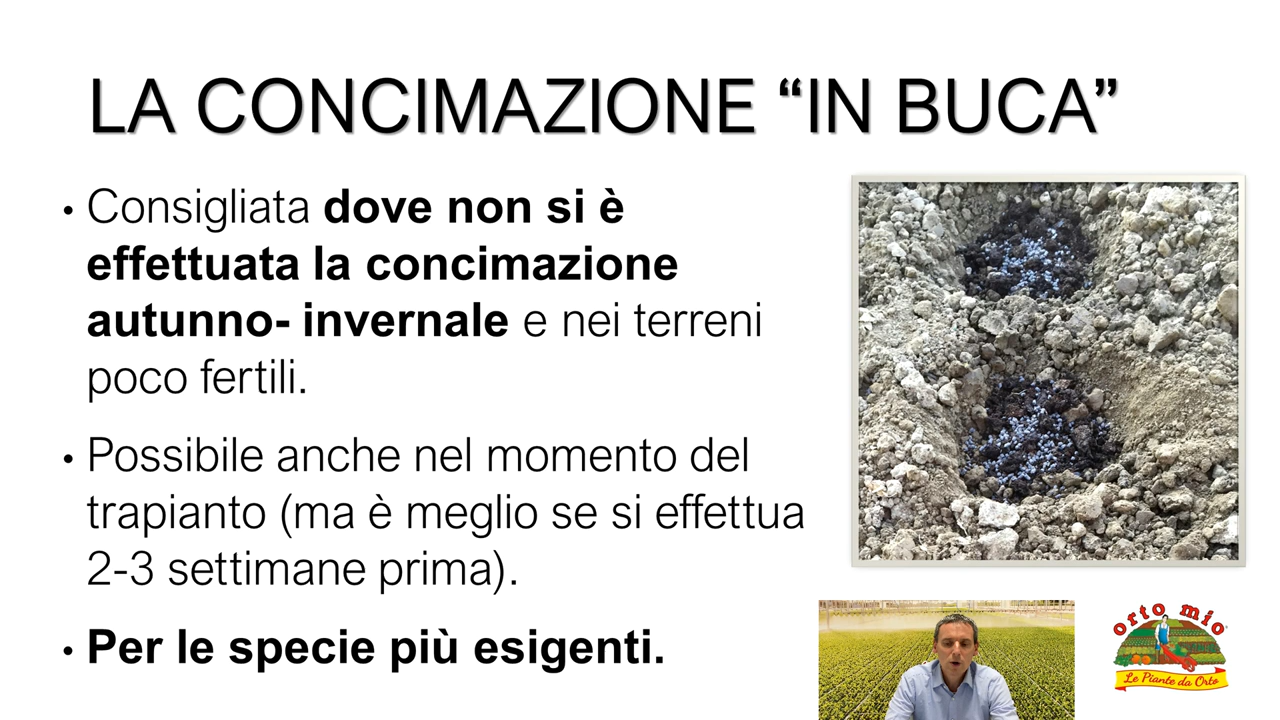 LA CONCIMAZIONE “IN BUCA”
• Consigliata dove non si è
effettuata la concimazione
autunno- invernale e nei terreni
poco fertili.
• Possibile anche nel momento del
trapianto (ma è meglio se si effettua
2-3 settimane prima).
• Per le specie più esigenti.
orto mio
Le Piante da Orto